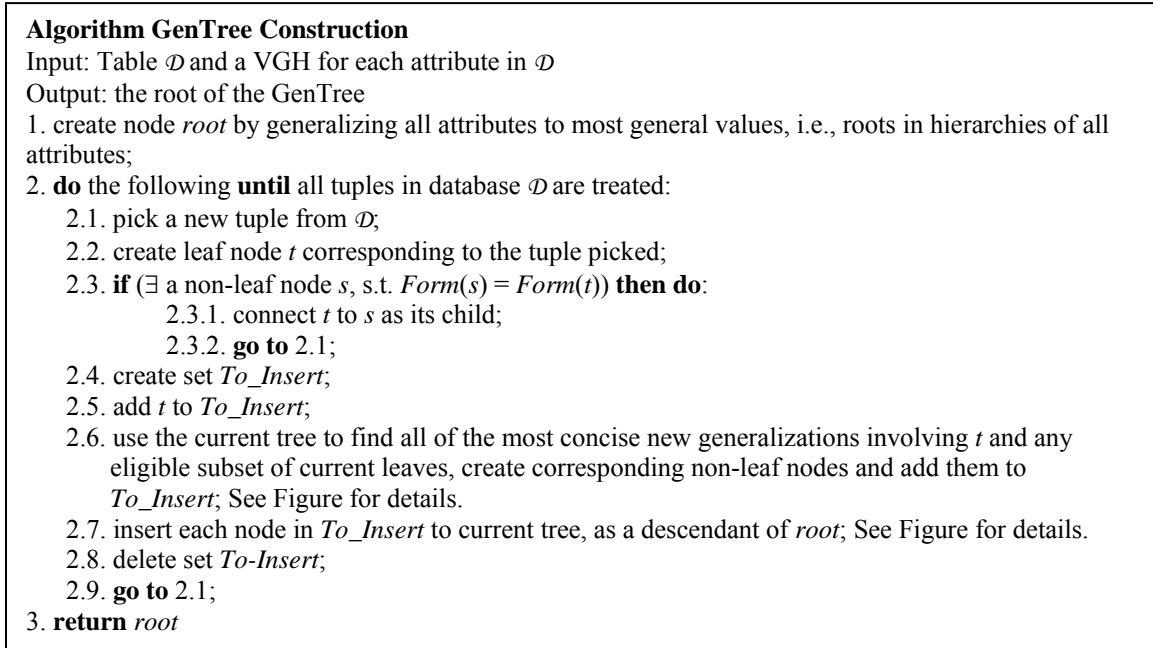 Algorithm GenTree Construction
Input: Table 𝒟 and a VGH for each attribute in 𝒟
Output: the root of the GenTree
1. create node root by generalizing all attributes to most general values, i.e., roots in hierarchies of all
attributes;
2. do the following until all tuples in database 𝒟 are treated:
2.1. pick a new tuple from 𝒟;
2.2. create leaf node t corresponding to the tuple picked;
2.3. if (∃ a non-leaf node s, s.t. Form(s) = Form(t)) then do:
2.3.1. connect t to s as its child;
2.3.2. go to 2.1;
2.4. create set To_Insert;
2.5. add t to To_Insert;
2.6. use the current tree to find all of the most concise new generalizations involving t and any
eligible subset of current leaves, create corresponding non-leaf nodes and add them to
To_Insert; See Figure for details.
2.7. insert each node in To_Insert to current tree, as a descendant of root; See Figure for details.
2.8. delete set To-Insert;
2.9. go to 2.1;
3. return root